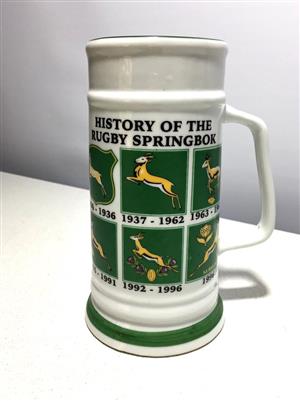 HISTORY OF THE
RUGBY SPRINGBOK
- 1936 1937 - 1962 1963 -
- 1991 1992 - 1996